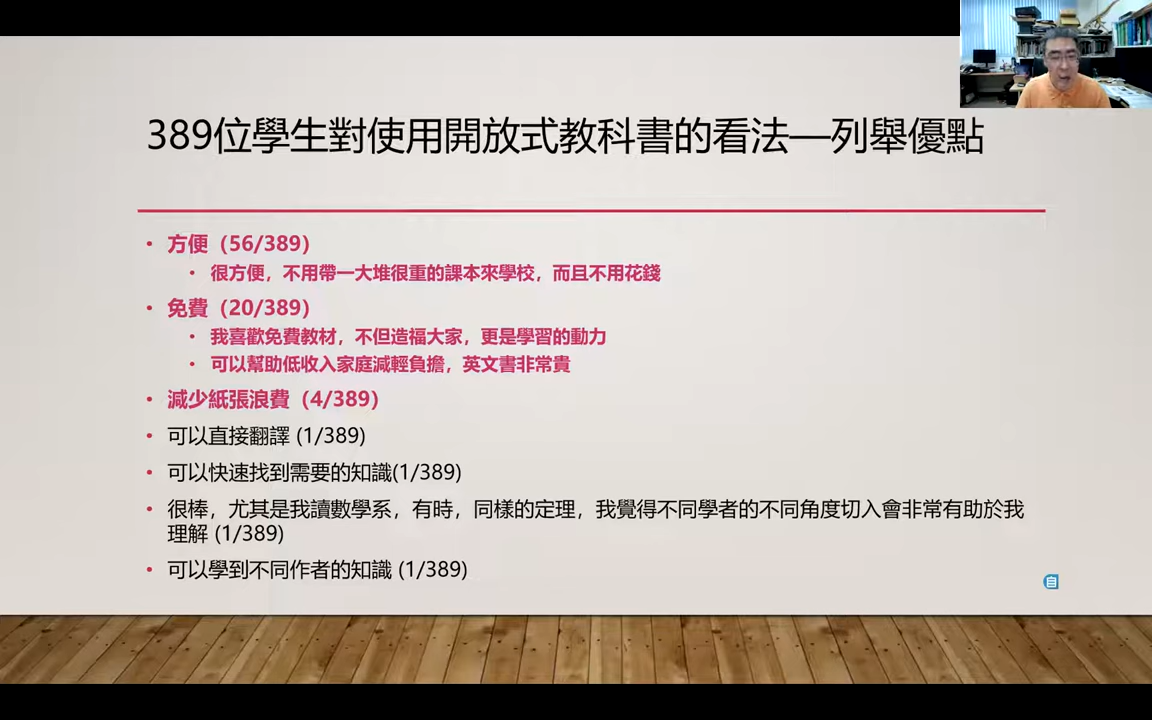 389位學生對使用開放式教科書的看法—列舉優點
• 方便（56/389）
• 很方便，不用帶一大堆很重的課本來學校，而且不用花錢
• 免費（20/389）
• 我喜歡免費教材，不但造福大家，更是學習的動力
• 可以幫助低收入家庭減輕負擔，英文書非常貴
• 減少紙張浪費（4/389）
• 可以直接翻譯 (1/389)
• 可以快速找到需要的知識(1/389)
• 很棒，尤其是我讀數學系，有時，同樣的定理，我覺得不同學者的不同角度切入會非常有助於我
理解 (1/389)
• 可以學到不同作者的知識 (1/389)